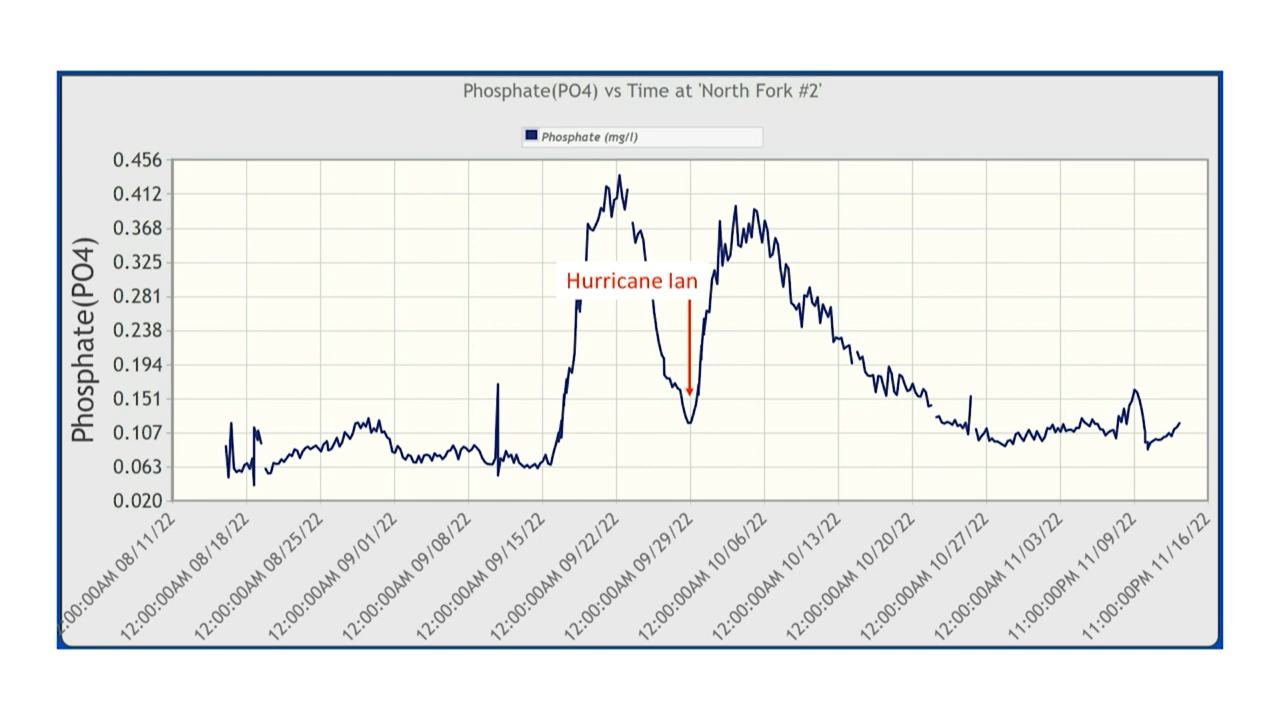 Phosphate(PO4) vs Time at 'North Fork #2'
Phosphate (mg/l)
Phosphate(PO4)
0.456
0.412
0.368
0.325
0.281
0.238
0.194
0.151
0.107
0.063
0.020
Hurricane Ian
2:00:00AM 08/11/22
12:00:00AM 08/18/22
12:00:00AM 08/25/22
12:00:00AM 09/01/22
12:00:00AM 09/08/22
12:00:00AM 09/15/22
12:00:00AM 09/22/22
12:00:00AM 09/29/22
12:00:00AM 10/06/22
12:00:00AM 10/13/22
12:00:00AM 10/20/22
12:00:00AM 10/27/22
12:00:00AM 11/03/22
11:00:00PM 11/09/22
11:00:00PM 11/16/22